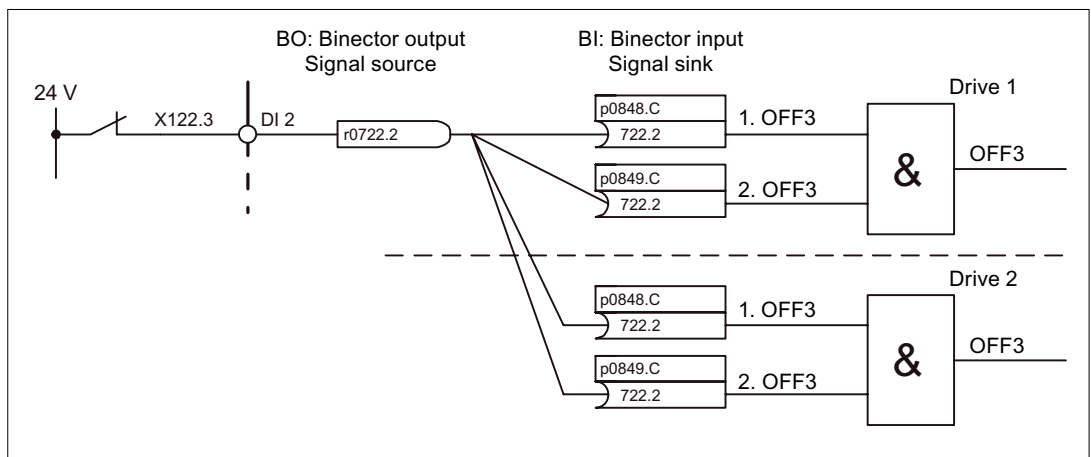 BO: Binector output
Signal source
BI: Binector input
Signal sink
Drive 1
24 V
X122.3
DI 2
r0722.2
p0848.C
722.2
1. OFF3
p0849.C
722.2
2. OFF3
&
OFF3
Drive 2
p0848.C
722.2
1. OFF3
p0849.C
722.2
2. OFF3
&
OFF3